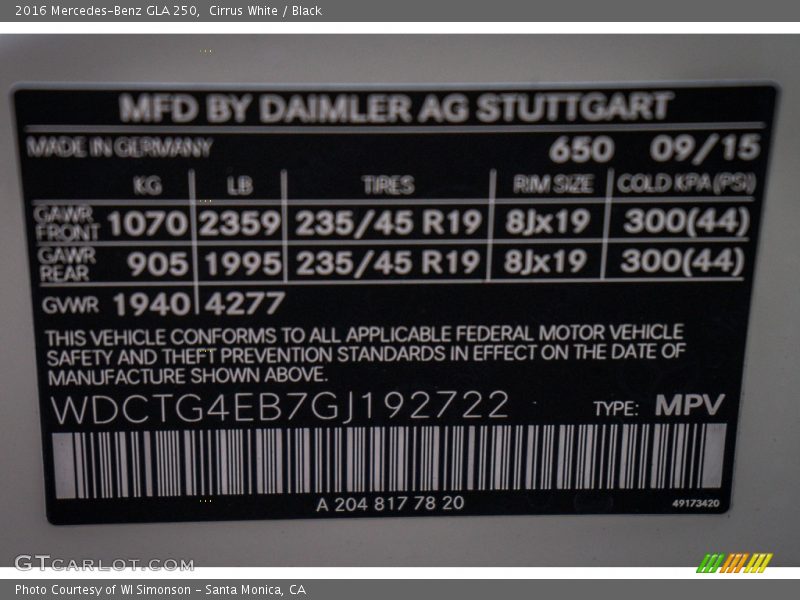 2016 Mercedes-Benz GLA 250,  Cirrus White / Black
MFD BY DAIMLER AG STUTTGART
MADE IN GERMANY 650 09/15
KG LB TIRES RIM SIZE COLD KPA (PSI)
GAWR FRONT 1070 2359 235/45 R19 8Jx19 300(44)
GAWR REAR 905 1995 235/45 R19 8Jx19 300(44)
GVWR 1940 4277
THIS VEHICLE CONFORMS TO ALL APPLICABLE FEDERAL MOTOR VEHICLE
SAFETY AND THEFT PREVENTION STANDARDS IN EFFECT ON THE DATE OF
MANUFACTURE SHOWN ABOVE.
WDCTG4EB7GJ192722 TYPE: MPV
A 204 817 78 20 49173420
GTCARLOT.COM
Photo Courtesy of WI Simonson - Santa Monica, CA